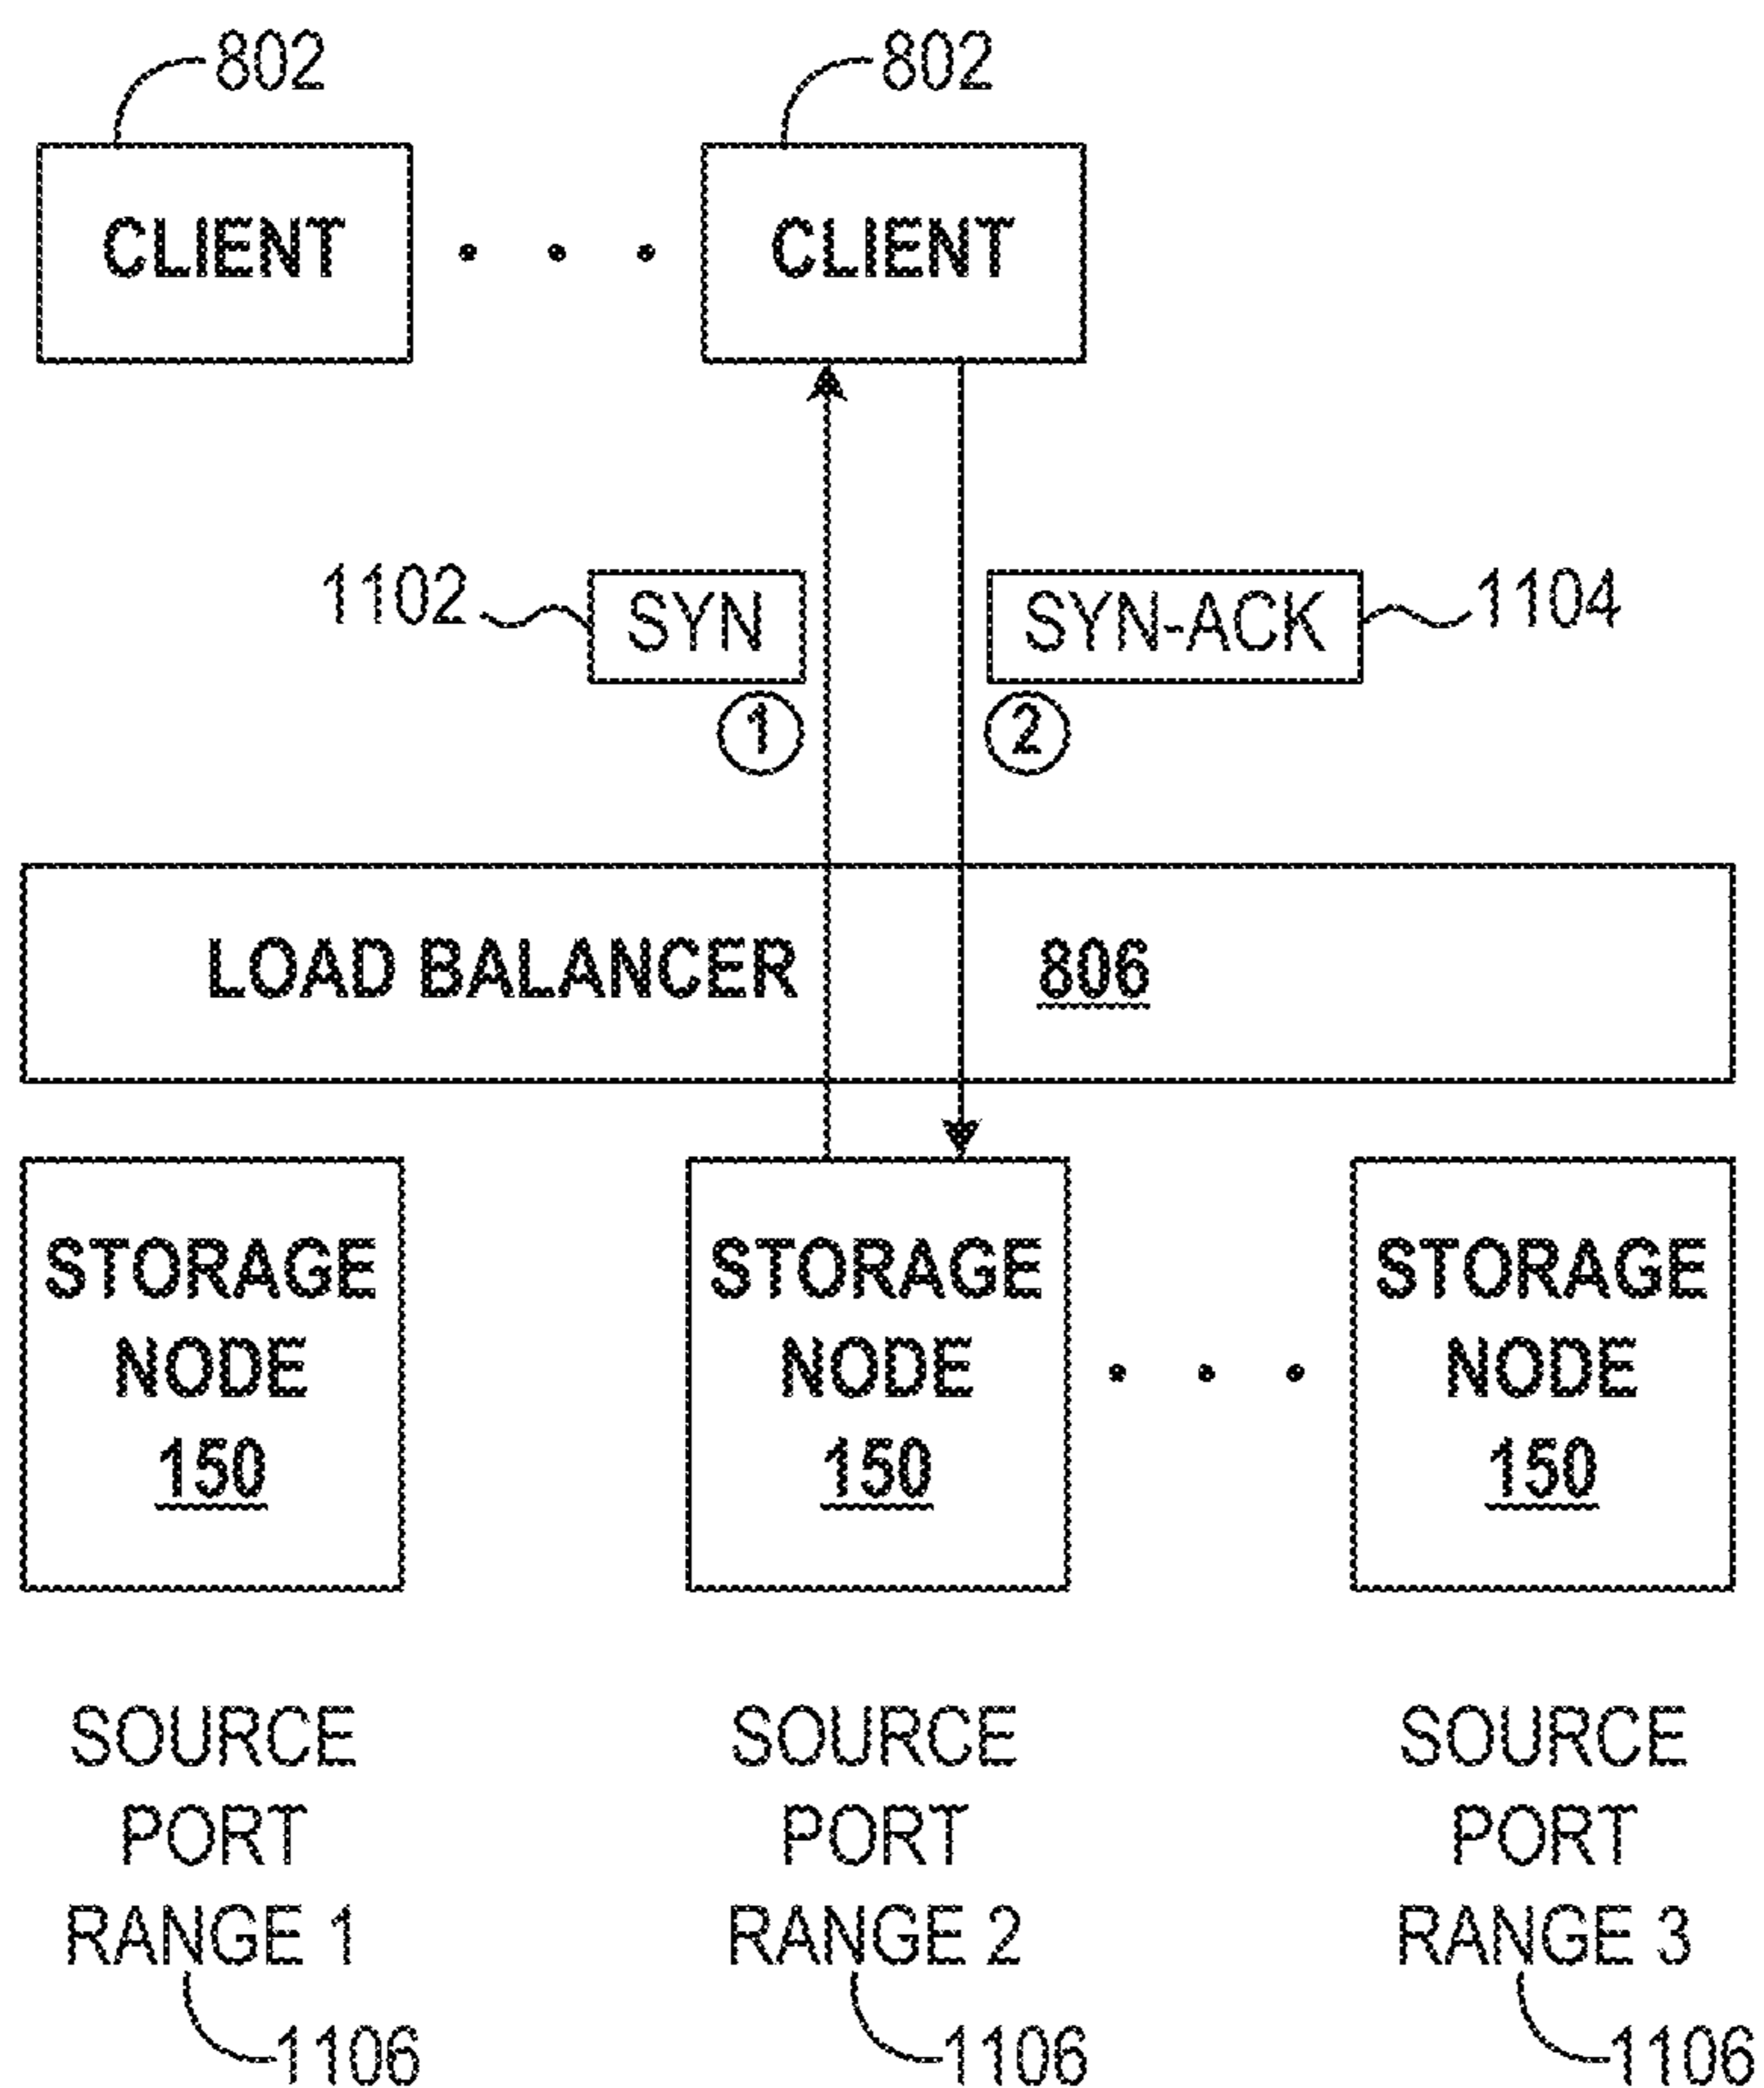 802
802
CLIENT
CLIENT
1102
SYN
SYN-ACK
1104
1
2
LOAD BALANCER 806
STORAGE
NODE
150
STORAGE
NODE
150
STORAGE
NODE
150
SOURCE
PORT
RANGE 1
1106
SOURCE
PORT
RANGE 2
1106
SOURCE
PORT
RANGE 3
1106